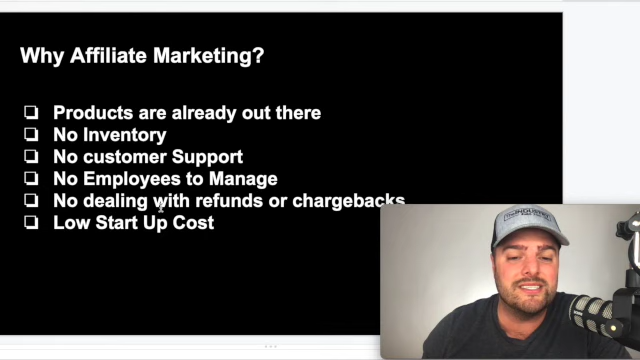 Why Affiliate Marketing?
Products are already out there
No Inventory
No customer Support
No Employees to Manage
No dealing with refunds or chargebacks
Low Start Up Cost